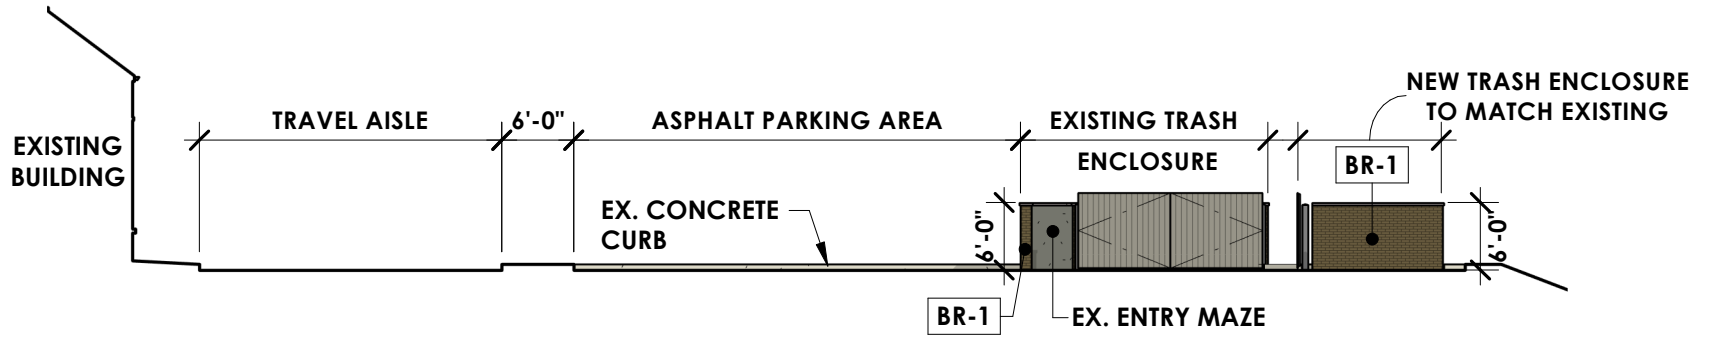 NEW TRASH ENCLOSURE
TO MATCH EXISTING
TRAVEL AISLE
6'-0"
ASPHALT PARKING AREA
EXISTING TRASH
ENCLOSURE
EXISTING
BUILDING
BR-1
EX. CONCRETE
CURB
6'-0"
6'-0"
BR-1
EX. ENTRY MAZE